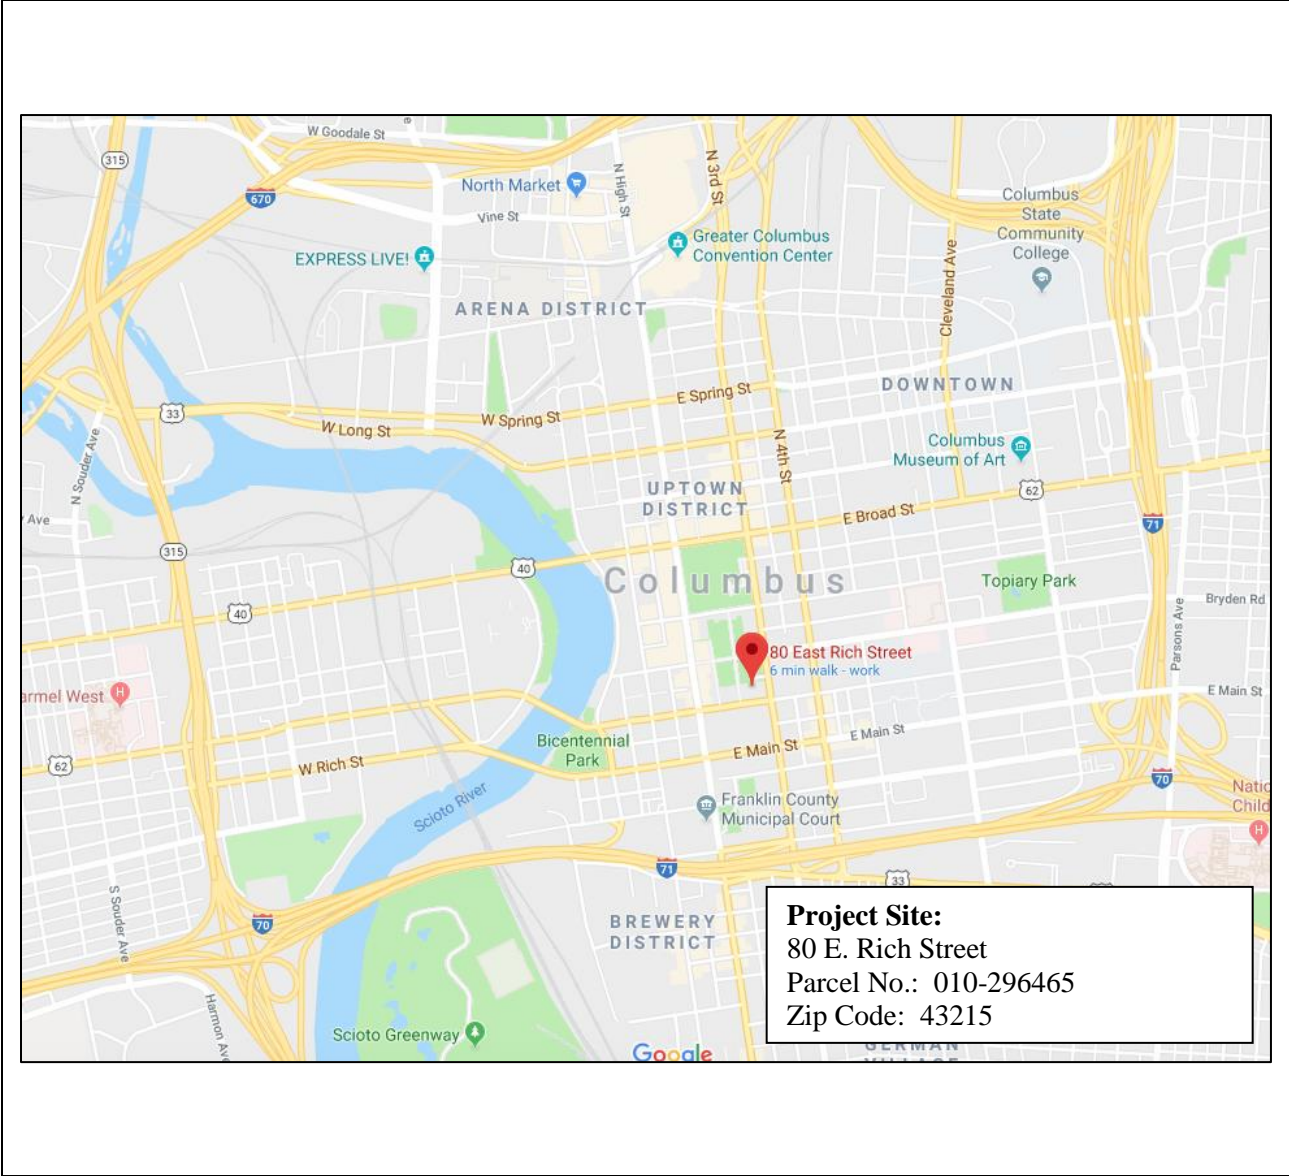 W Goodale St
315
N 3rd St
670
North Market
N High St
Columbus
State
Community
College
Vine St
Greater Columbus
Convention Center
EXPRESS LIVE!
Cleveland Ave
ARENA DISTRICT
DOWNTOWN
E Spring St
33
W Spring St
W Long St
N 4th St
Columbus
Museum of Art
N Souder Ave
UPTOWN
DISTRICT
62
E Broad St
Ave
71
315
40
Columbus
Topiary Park
40
Bryden Rd
Parsons Ave
80 East Rich Street
6 min walk - work
armel West
H
E Main St
Bicentennial
Park
E Main St
E Main St
62
W Rich St
70
Scioto River
Franklin County
Municipal Court
Natio
Child
H
71
33
S Souder Ave
70
BREWERY
DISTRICT
Project Site:
80 E. Rich Street
Parcel No.: 010-296465
Zip Code: 43215
Harmon Ave
Scioto Greenway
Google
GERMAN
VILLAGE